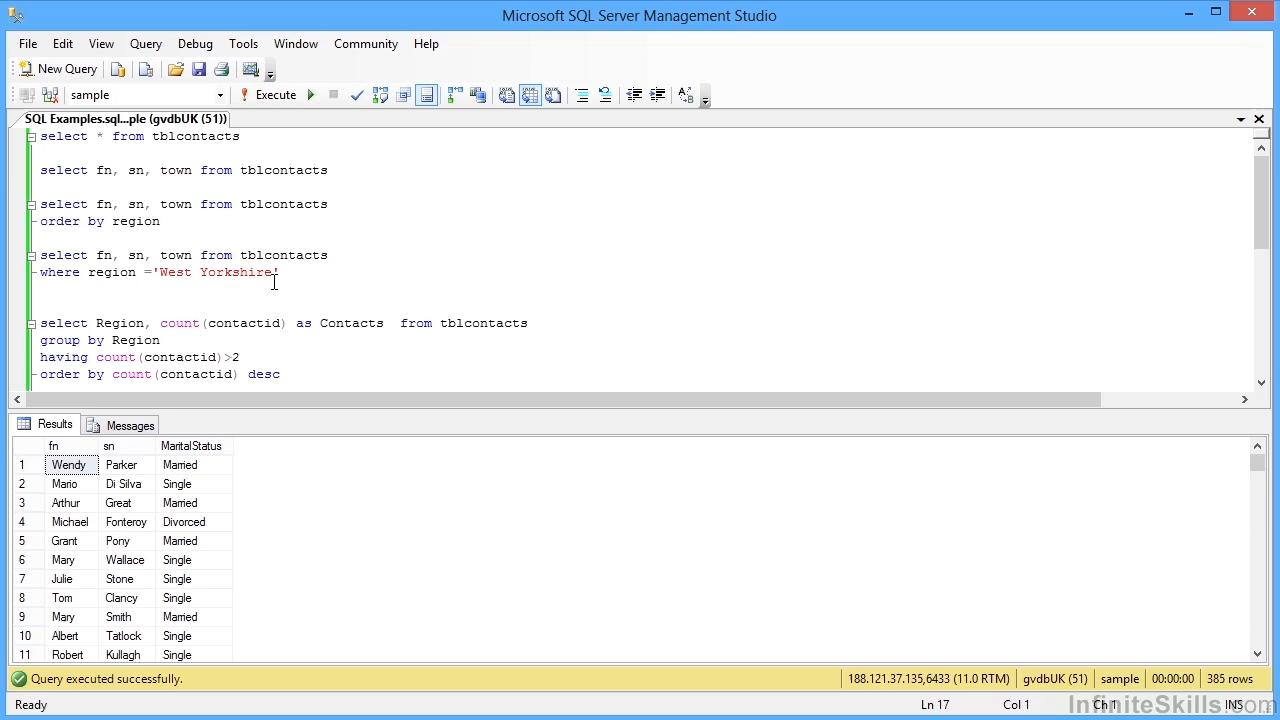 Microsoft SQL Server Management Studio
File Edit View Query Debug Tools Window Community Help
New Query
sample Execute
SQL Examples.sql...ple (gvdbUK (51))
select * from tblcontacts
select fn, sn, town from tblcontacts
select fn, sn, town from tblcontacts
order by region
select fn, sn, town from tblcontacts
where region ='West Yorkshire'
select Region, count(contactid) as Contacts from tblcontacts
group by Region
having count(contactid)>2
order by count(contactid) desc
Results Messages
fn sn MaritalStatus
1 Wendy Parker Married
2 Mario Di Silva Single
3 Arthur Great Married
4 Michael Fonteroy Divorced
5 Grant Pony Married
6 Mary Wallace Single
7 Julie Stone Single
8 Tom Clancy Single
9 Mary Smith Married
10 Albert Tatlock Single
11 Robert Kullagh Single
Query executed successfully. 188.121.37.135,6433 (11.0 RTM) gvdbUK (51) sample 00:00:00 385 rows
Ready Ln 17 Col 1 Ch 1 INS
InfiniteSkills.com